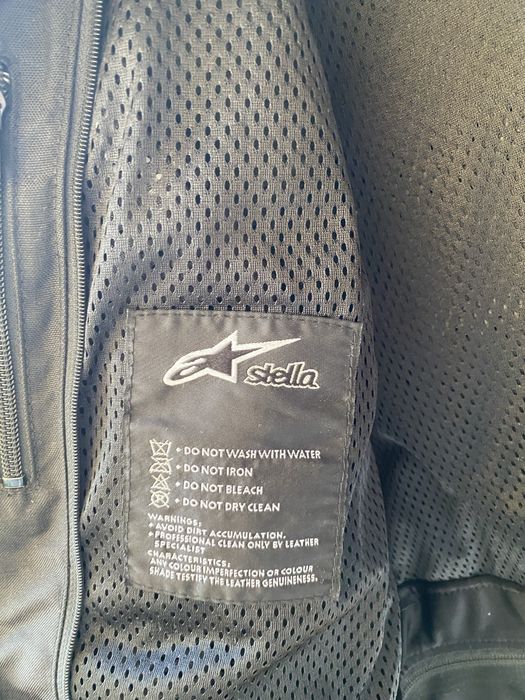 stella
• DO NOT WASH WITH WATER
• DO NOT IRON
• DO NOT BLEACH
• DO NOT DRY CLEAN
WARNINGS:
• AVOID DIRT ACCUMULATION.
• PROFESSIONAL CLEAN ONLY BY LEATHER
SPECIALIST
CHARACTERISTICS:
ANY COLOUR IMPERFECTION OR COLOUR
SHADE TESTIFY THE LEATHER GENUINENESS.